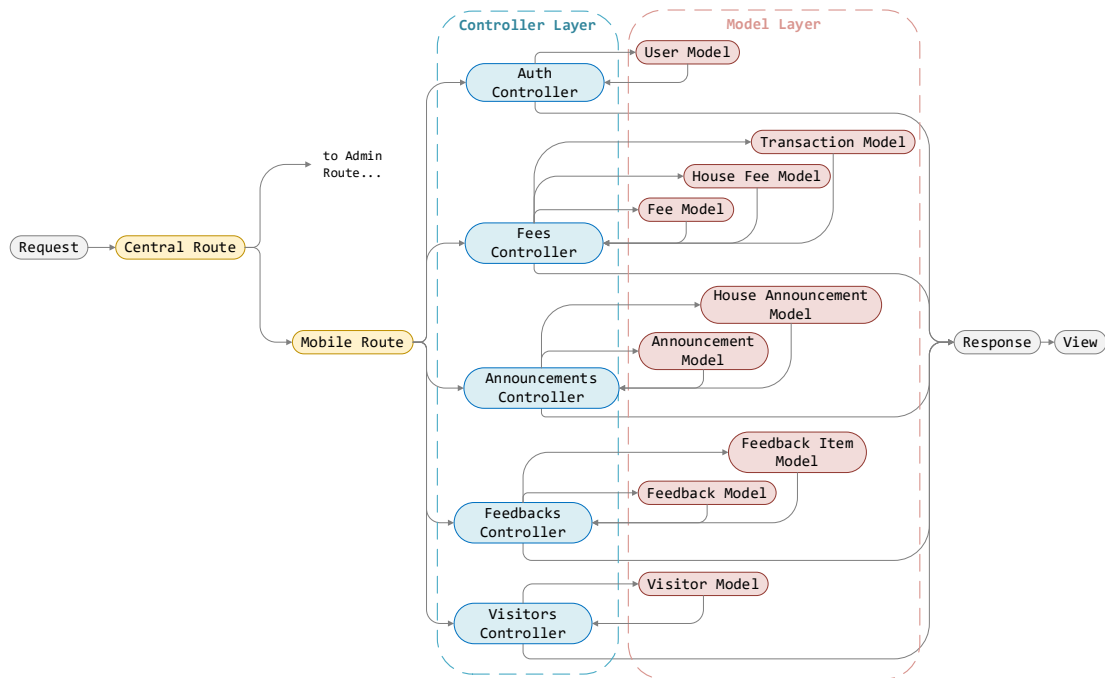 Controller Layer
Model Layer
User Model
Auth
Controller
Transaction Model
to Admin
Route...
House Fee Model
Fee Model
Fees
Controller
Request
Central Route
House Announcement
Model
Mobile Route
Announcement
Model
Response
View
Announcements
Controller
Feedback Item
Model
Feedback Model
Feedbacks
Controller
Visitor Model
Visitors
Controller